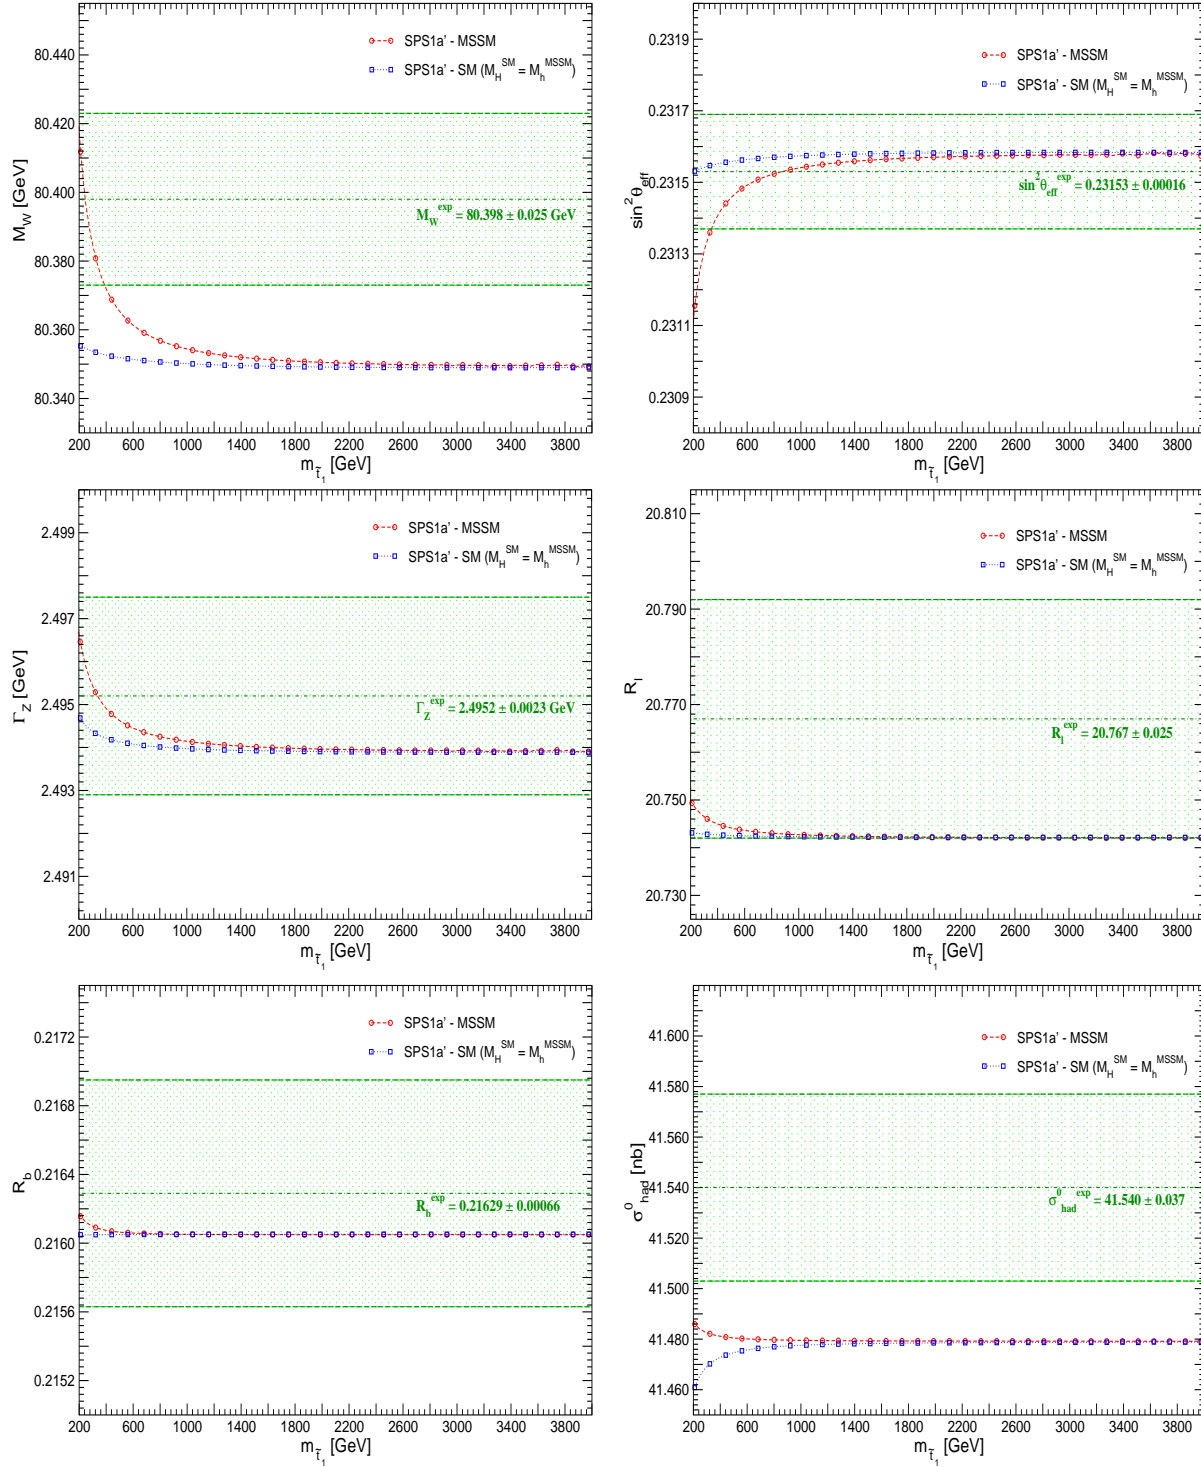 80.440
80.420
80.400
80.380
80.360
80.340
M_W [GeV]
SPS1a' - MSSM
SPS1a' - SM (M_H^SM = M_h^MSSM)
M_W^exp = 80.398 ± 0.025 GeV
200 600 1000 1400 1800 2200 2600 3000 3400 3800
m_t̃_1 [GeV]
0.2319
0.2317
0.2315
0.2313
0.2311
0.2309
sin²θ_eff
SPS1a' - MSSM
SPS1a' - SM (M_H^SM = M_h^MSSM)
sin²θ_eff^exp = 0.23153 ± 0.00016
200 600 1000 1400 1800 2200 2600 3000 3400 3800
m_t̃_1 [GeV]
2.499
2.497
2.495
2.493
2.491
Γ_Z [GeV]
SPS1a' - MSSM
SPS1a' - SM (M_H^SM = M_h^MSSM)
Γ_Z^exp = 2.4952 ± 0.0023 GeV
200 600 1000 1400 1800 2200 2600 3000 3400 3800
m_t̃_1 [GeV]
20.810
20.790
20.770
20.750
20.730
R_l
SPS1a' - MSSM
SPS1a' - SM (M_H^SM = M_h^MSSM)
R_l^exp = 20.767 ± 0.025
200 600 1000 1400 1800 2200 2600 3000 3400 3800
m_t̃_1 [GeV]
0.2172
0.2168
0.2164
0.2160
0.2156
0.2152
R_b
SPS1a' - MSSM
SPS1a' - SM (M_H^SM = M_h^MSSM)
R_b^exp = 0.21629 ± 0.00066
200 600 1000 1400 1800 2200 2600 3000 3400 3800
m_t̃_1 [GeV]
41.600
41.580
41.560
41.540
41.520
41.500
41.480
41.460
σ^0_had [nb]
SPS1a' - MSSM
SPS1a' - SM (M_H^SM = M_h^MSSM)
σ^0_had^exp = 41.540 ± 0.037
200 600 1000 1400 1800 2200 2600 3000 3400 3800
m_t̃_1 [GeV]